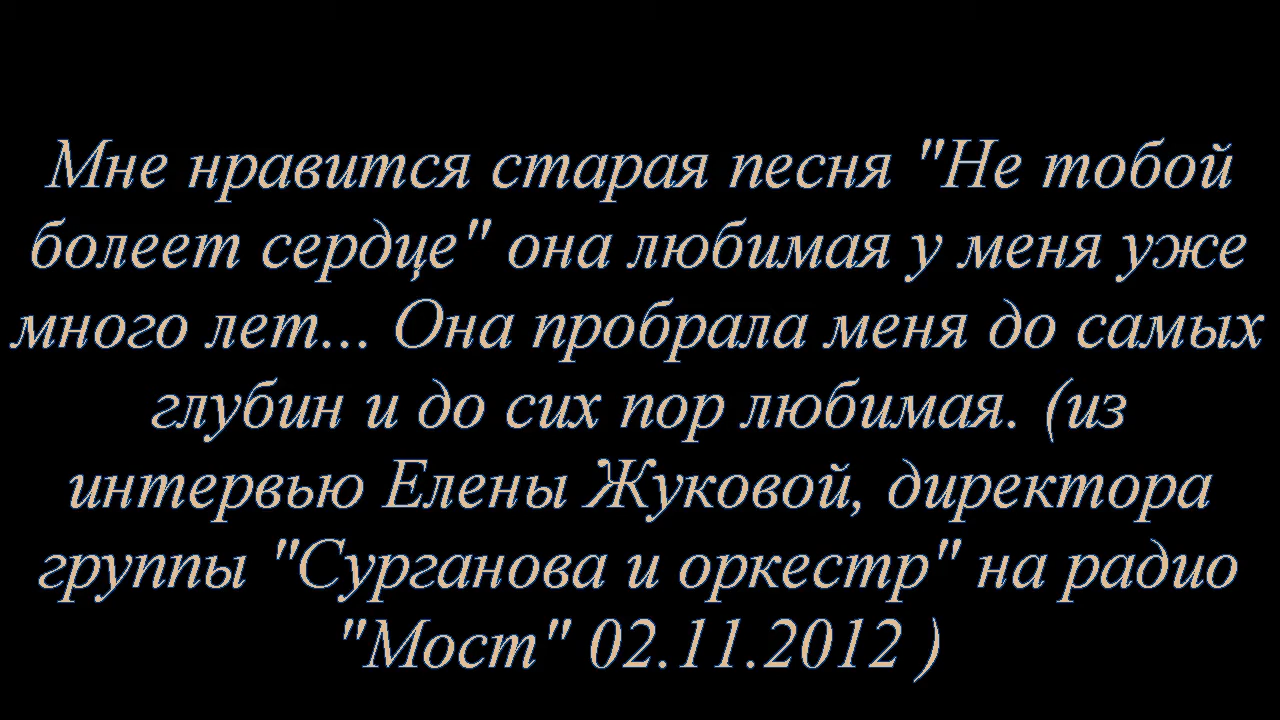 Мне нравится старая песня "Не тобой
болеет сердце" она любимая у меня уже
много лет... Она пробрала меня до самых
глубин и до сих пор любимая. (из
интервью Елены Жуковой, директора
группы "Сурганова и оркестр" на радио
"Мост" 02.11.2012 )